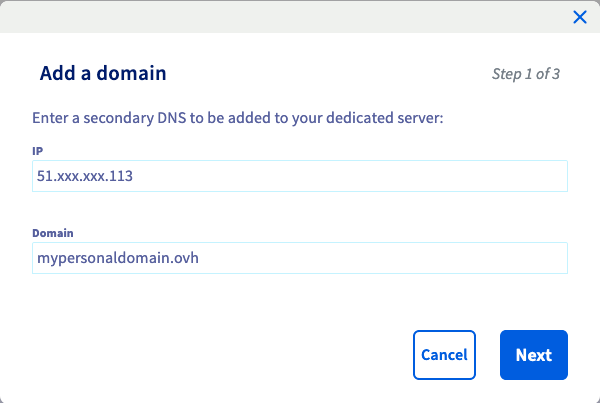 Add a domain
Step 1 of 3
Enter a secondary DNS to be added to your dedicated server:
IP
51.xxx.xxx.113
Domain
mypersonaldomain.ovh
Cancel
Next